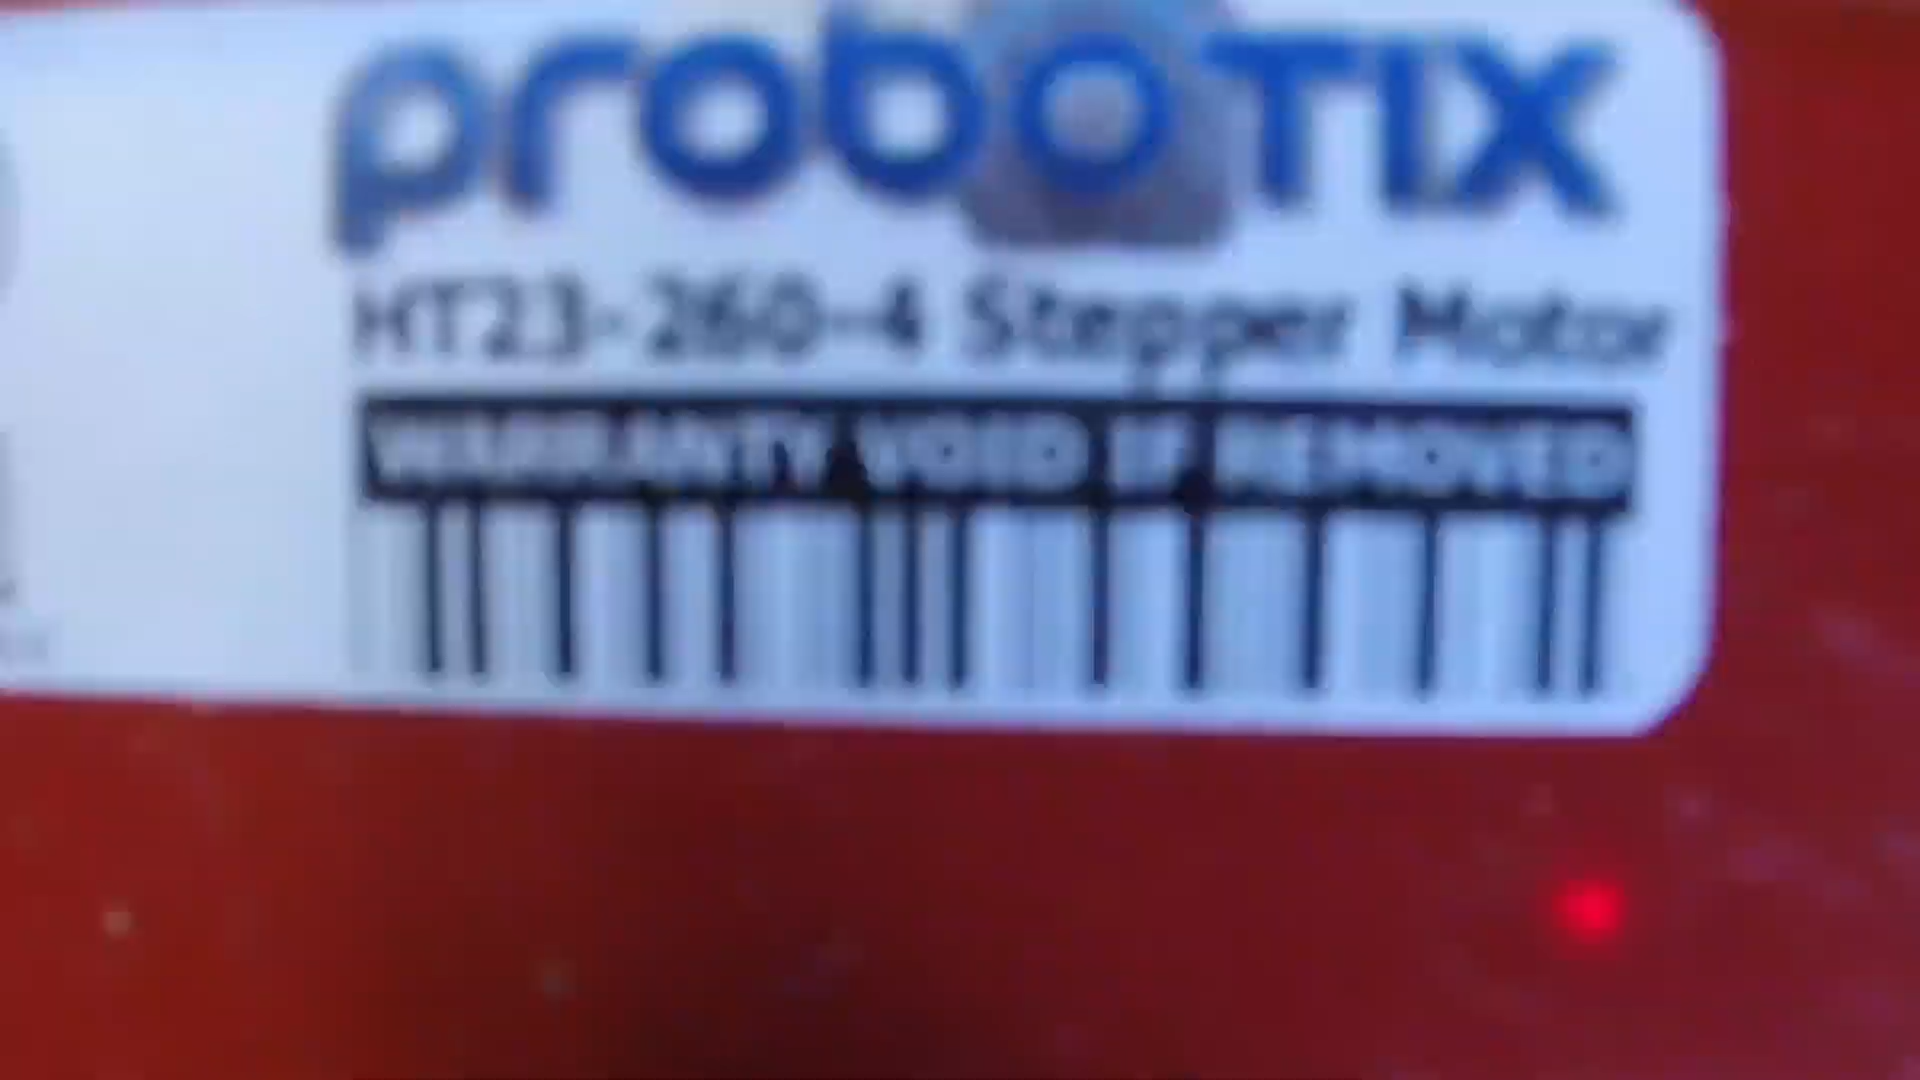 probOTIX
HT23-260-4 Stepper Motor
WARRANTY VOID IF REMOVED